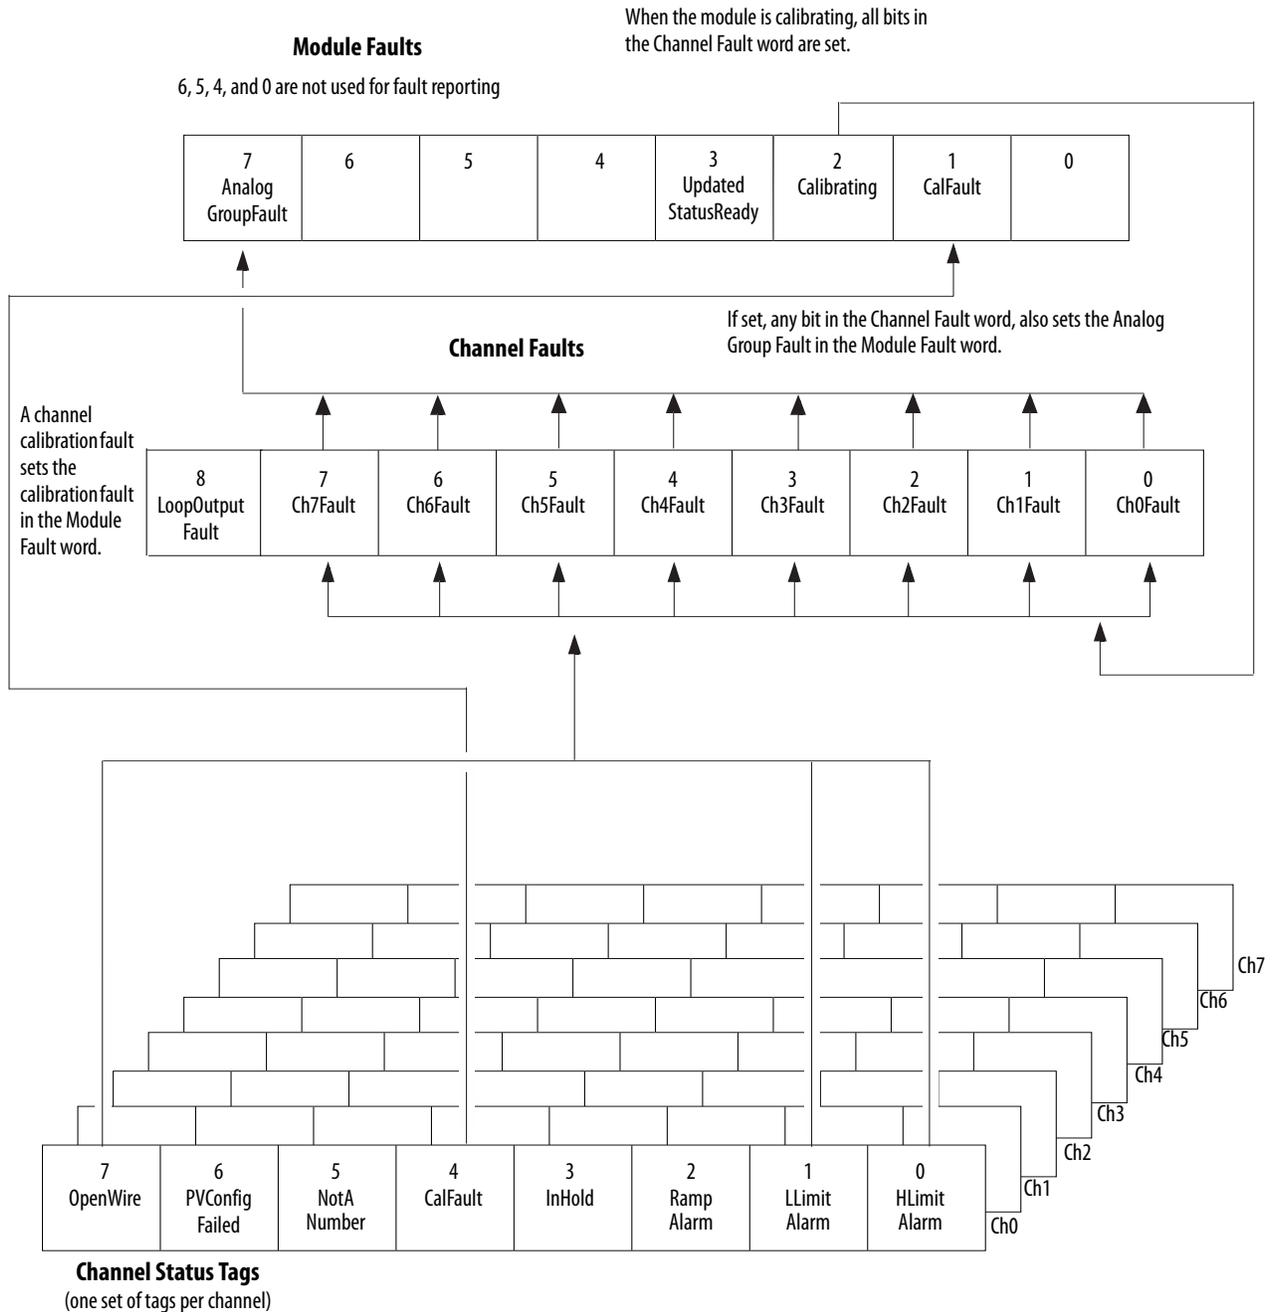 When the module is calibrating, all bits in
the Channel Fault word are set.
Module Faults
6, 5, 4, and 0 are not used for fault reporting
7
Analog
GroupFault
6
5
4
3
Updated
StatusReady
2
Calibrating
1
CalFault
0
If set, any bit in the Channel Fault word, also sets the Analog
Group Fault in the Module Fault word.
Channel Faults
A channel
calibration fault
sets the
calibration fault
in the Module
Fault word.
8
LoopOutput
Fault
7
Ch7Fault
6
Ch6Fault
5
Ch5Fault
4
Ch4Fault
3
Ch3Fault
2
Ch2Fault
1
Ch1Fault
0
Ch0Fault
Ch7
Ch6
Ch5
Ch4
Ch3
Ch2
Ch1
Ch0
7
OpenWire
6
PVConfig
Failed
5
NotA
Number
4
CalFault
3
InHold
2
Ramp
Alarm
1
LLimit
Alarm
0
HLimit
Alarm
Channel Status Tags
(one set of tags per channel)